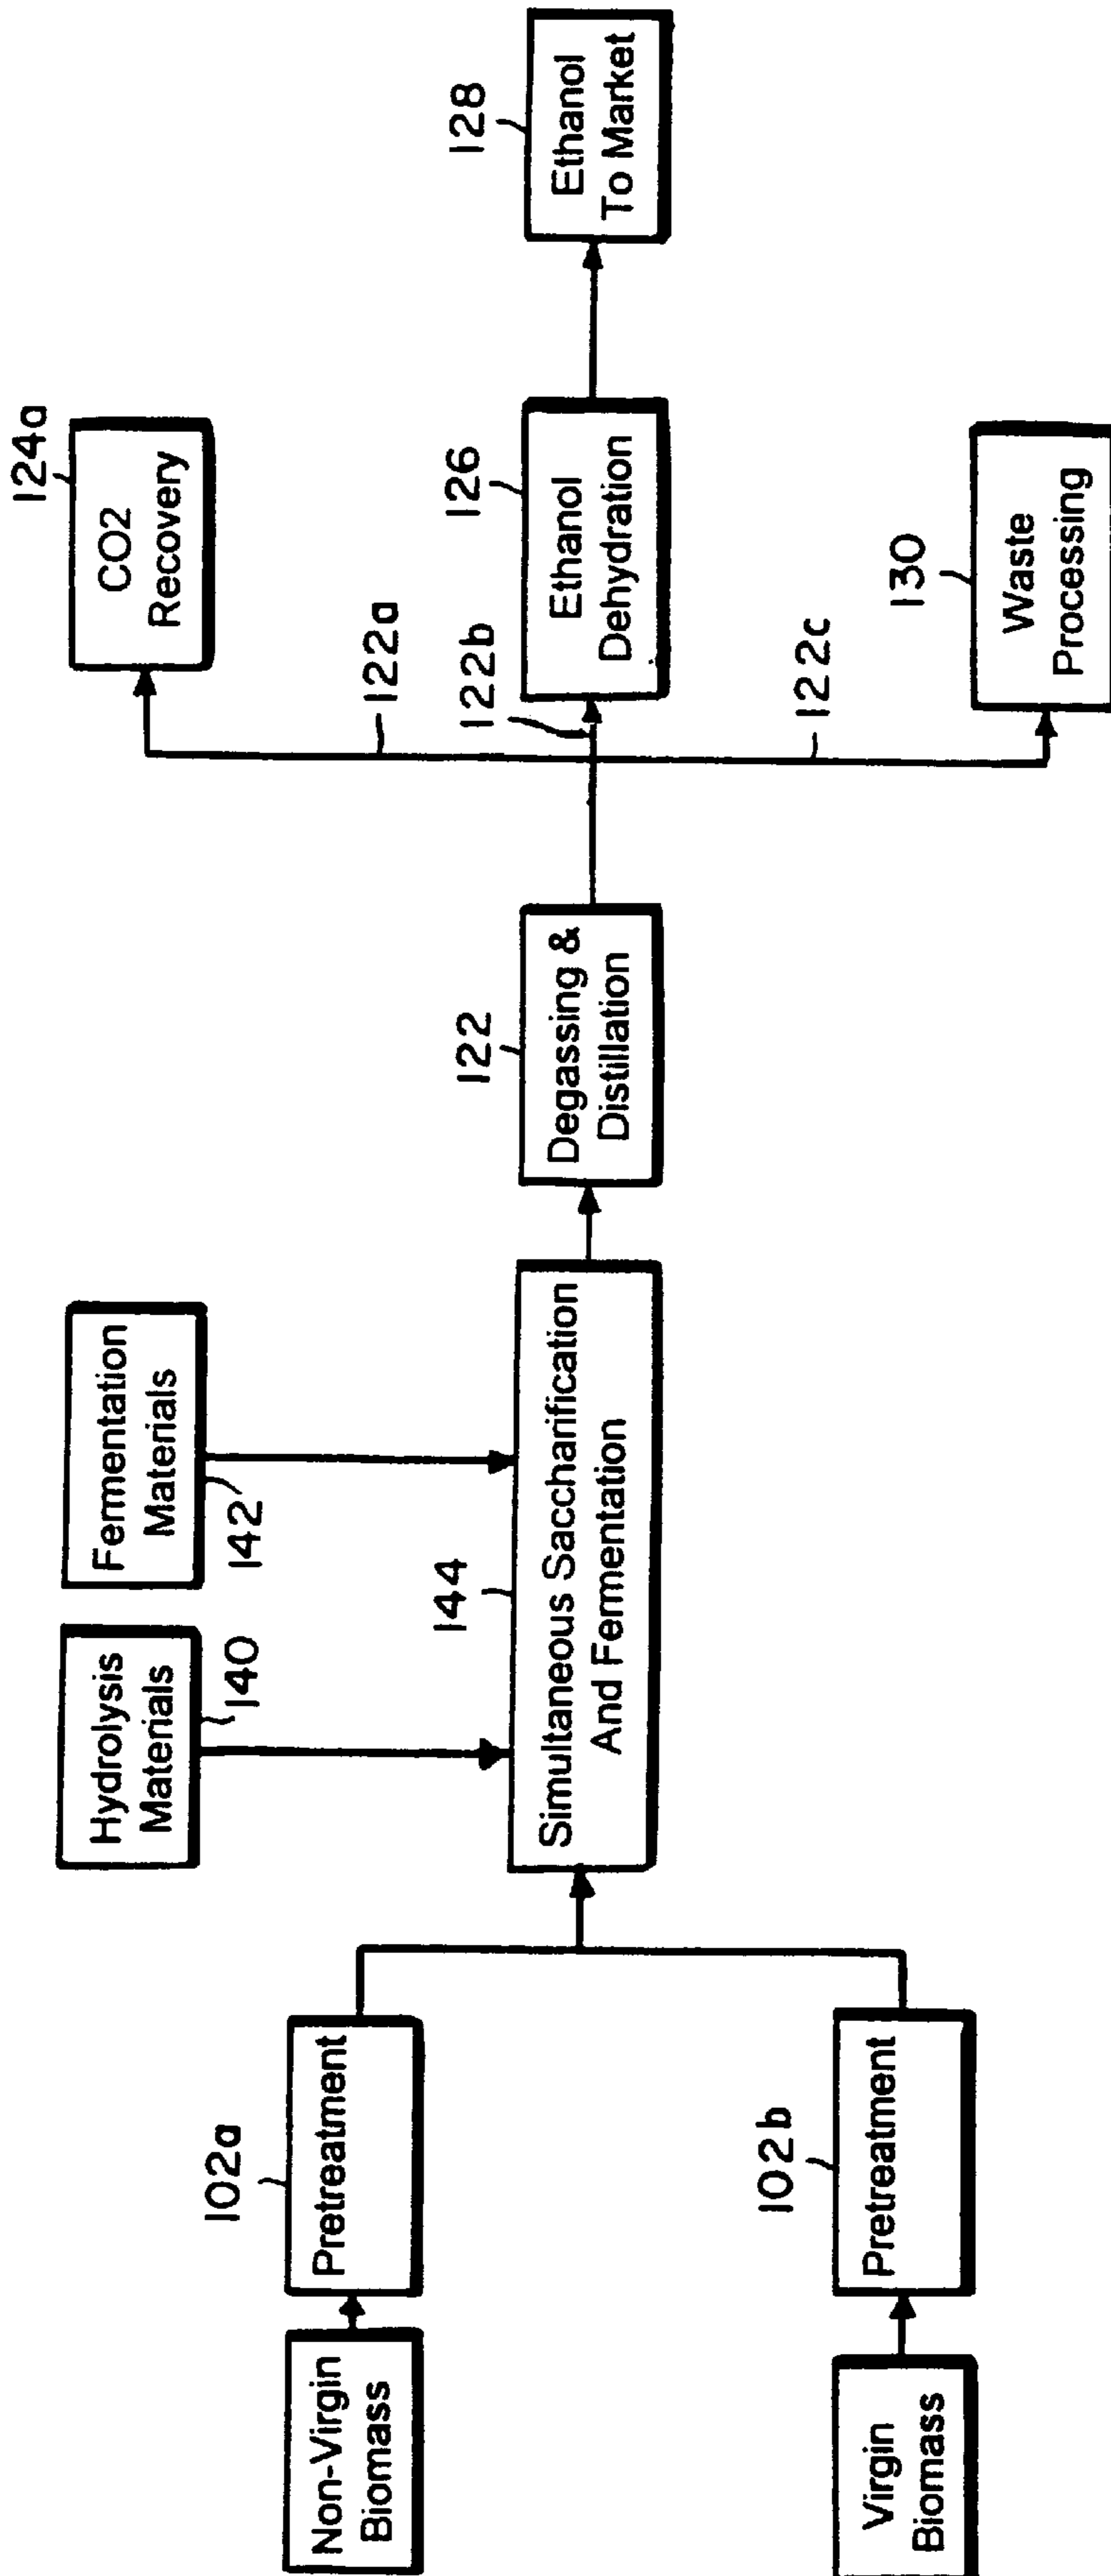 Non-Virgin
Biomass
102a
Pretreatment
Virgin
Biomass
102b
Pretreatment
Hydrolysis
Materials
140
Fermentation
Materials
142
144
Simultaneous Saccharification
And Fermentation
122
Degassing &
Distillation
124a
CO2
Recovery
122a
122b
126
Ethanol
Dehydration
122c
130
Waste
Processing
128
Ethanol
To Market